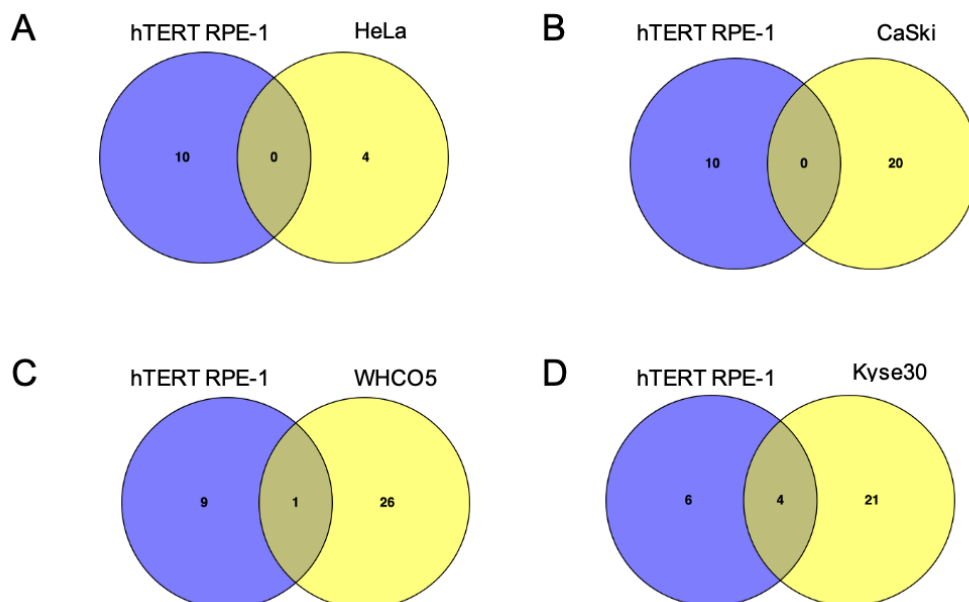 A
hTERT RPE-1
HeLa
10
0
4
B
hTERT RPE-1
CaSki
10
0
20
C
hTERT RPE-1
WHCO5
9
1
26
D
hTERT RPE-1
Kyse30
6
4
21